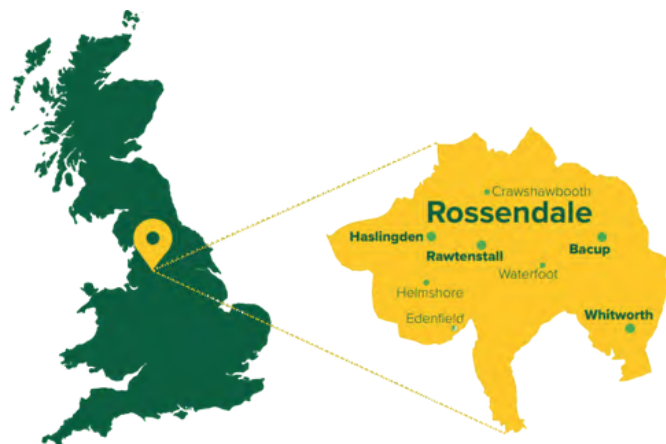 Crawshawbooth
Rossendale
Haslingden
Rawtenstall
Bacup
Waterfoot
Helmshore
Edenfield
Whitworth